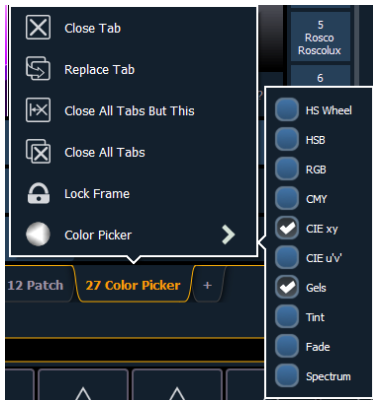 Close Tab
Replace Tab
Close All Tabs But This
Close All Tabs
Lock Frame
Color Picker
5
Rosco
Roscolux
6
?
HS Wheel
HSB
RGB
CMY
CIE xy
CIE u'v'
Gels
Tint
Fade
Spectrum
12 Patch
27 Color Picker
+